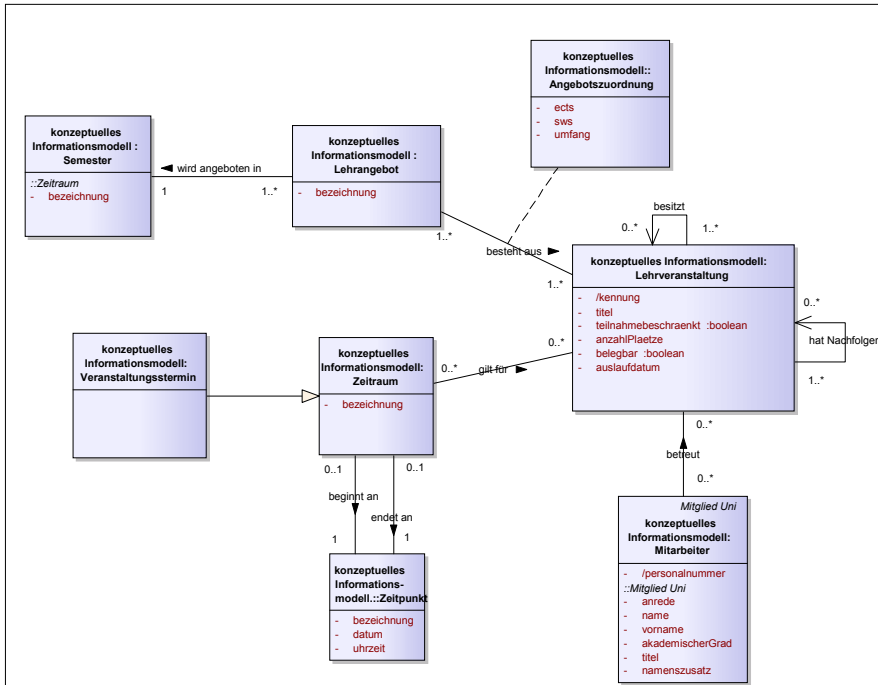 konzeptuelles
Informationsmodell::
Angebotszuordnung
- ects
- sws
- umfang
konzeptuelles
Informationsmodell :
Semester
::Zeitraum
- bezeichnung
wird angeboten in
1
1..*
konzeptuelles
Informationsmodell :
Lehrangebot
- bezeichnung
1..*
besteht aus
1..*
besitzt
0..*
1..*
konzeptuelles Informationsmodell:
Lehrveranstaltung
- /kennung
- titel
- teilnahmebeschraenkt :boolean
- anzahlPlaetze
- belegbar :boolean
- auslaufdatum
0..*
hat Nachfolger
1..*
konzeptuelles
Informationsmodell:
Veranstaltungsstermin
konzeptuelles
Informationsmodell:
Zeitraum
- bezeichnung
0..*
gilt für
0..*
0..1
0..1
beginnt an
endet an
1
1
konzeptuelles
Informations-
modell.::Zeitpunkt
- bezeichnung
- datum
- uhrzeit
0..*
betreut
0..*
Mitglied Uni
konzeptuelles
Informationsmodell:
Mitarbeiter
- /personalnummer
::Mitglied Uni
- anrede
- name
- vorname
- akademischerGrad
- titel
- namenszusatz